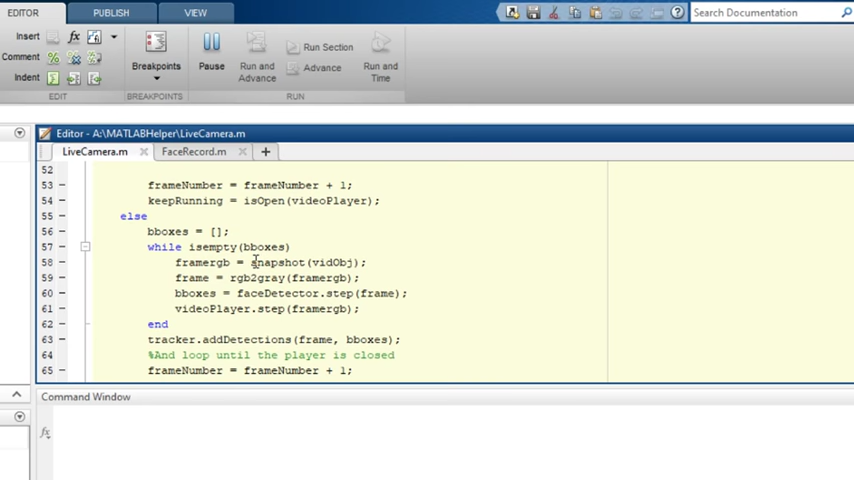 EDITOR
PUBLISH
VIEW
Search Documentation
Insert
fx
Comment
Indent
Breakpoints
Pause
Run and
Advance
Run Section
Advance
Run and
Time
EDIT
BREAKPOINTS
RUN
Editor - A:\MATLABHelper\LiveCamera.m
LiveCamera.m
FaceRecord.m
52
53 – frameNumber = frameNumber + 1;
54 – keepRunning = isOpen(videoPlayer);
55 – else
56 – bboxes = [];
57 – while isempty(bboxes)
58 – framergb = snapshot(vidObj);
59 – frame = rgb2gray(framergb);
60 – bboxes = faceDetector.step(frame);
61 – videoPlayer.step(framergb);
62 – end
63 – tracker.addDetections(frame, bboxes);
64 – %And loop until the player is closed
65 – frameNumber = frameNumber + 1;
Command Window
fx